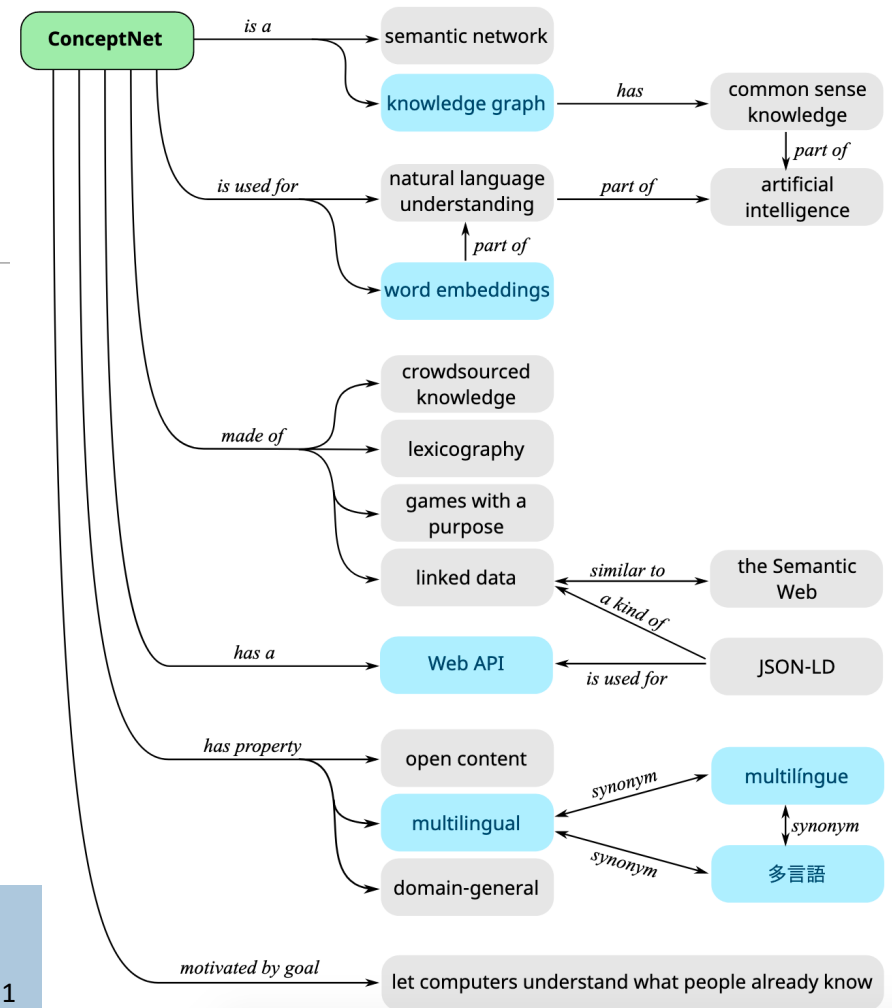 ConceptNet
is a
semantic network
knowledge graph
has
common sense
knowledge
part of
is used for
natural language
understanding
part of
artificial
intelligence
part of
word embeddings
crowdsourced
knowledge
made of
lexicography
games with a
purpose
linked data
similar to
the Semantic
Web
a kind of
has a
Web API
is used for
JSON-LD
has property
open content
synonym
multilíngue
multilingual
synonym
synonym
多言語
domain-general
motivated by goal
let computers understand what people already know
1